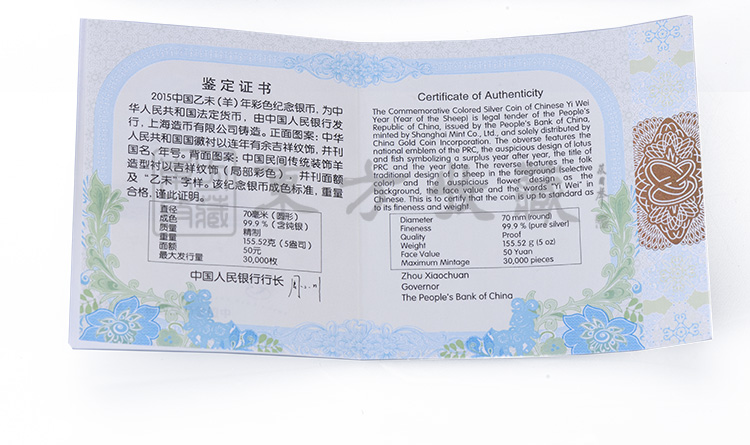 鉴定证书
2015中国乙未(羊)年彩色纪念银币，为中
华人民共和国法定货币，由中国人民银行发
行，上海造币有限公司铸造。正面图案：中华
人民共和国国徽衬以连年有余吉祥纹饰，并刊
国名、年号。背面图案：中国民间传统装饰羊
造型衬以吉祥纹饰（局部彩色），并刊面额
及“乙未”字样。该纪念银币成色标准，重量
合格，谨此证明。
直径 70毫米（圆形）
成色 99.9%（含纯银）
质量 精制
重量 155.52克（5盎司）
面额 50元
最大发行量 30,000枚
中国人民银行行长
Certificate of Authenticity
The Commemorative Colored Silver Coin of Chinese Yi Wei
Year (Year of the Sheep) is legal tender of the People's
Republic of China, issued by the People's Bank of China,
minted by Shanghai Mint Co., Ltd., and solely distributed by
China Gold Coin Incorporation. The obverse features the
national emblem of the PRC, the auspicious design of lotus
and fish symbolizing a surplus year after year, the title of
PRC and the year date. The reverse features the folk
traditional design of sheep in the foreground (selective
color) and the auspicious flower design as the
background, the face value and the words "Yi Wei" in
Chinese. This is to certify that the coin is of standard as
to its fineness and weight.
Diameter 70 mm (round)
Fineness 99.9 % (pure silver)
Quality Proof
Weight 155.52 g (5 oz)
Face Value 50 Yuan
Maximum Mintage 30,000 pieces
Zhou Xiaochuan
Governor
The People's Bank of China